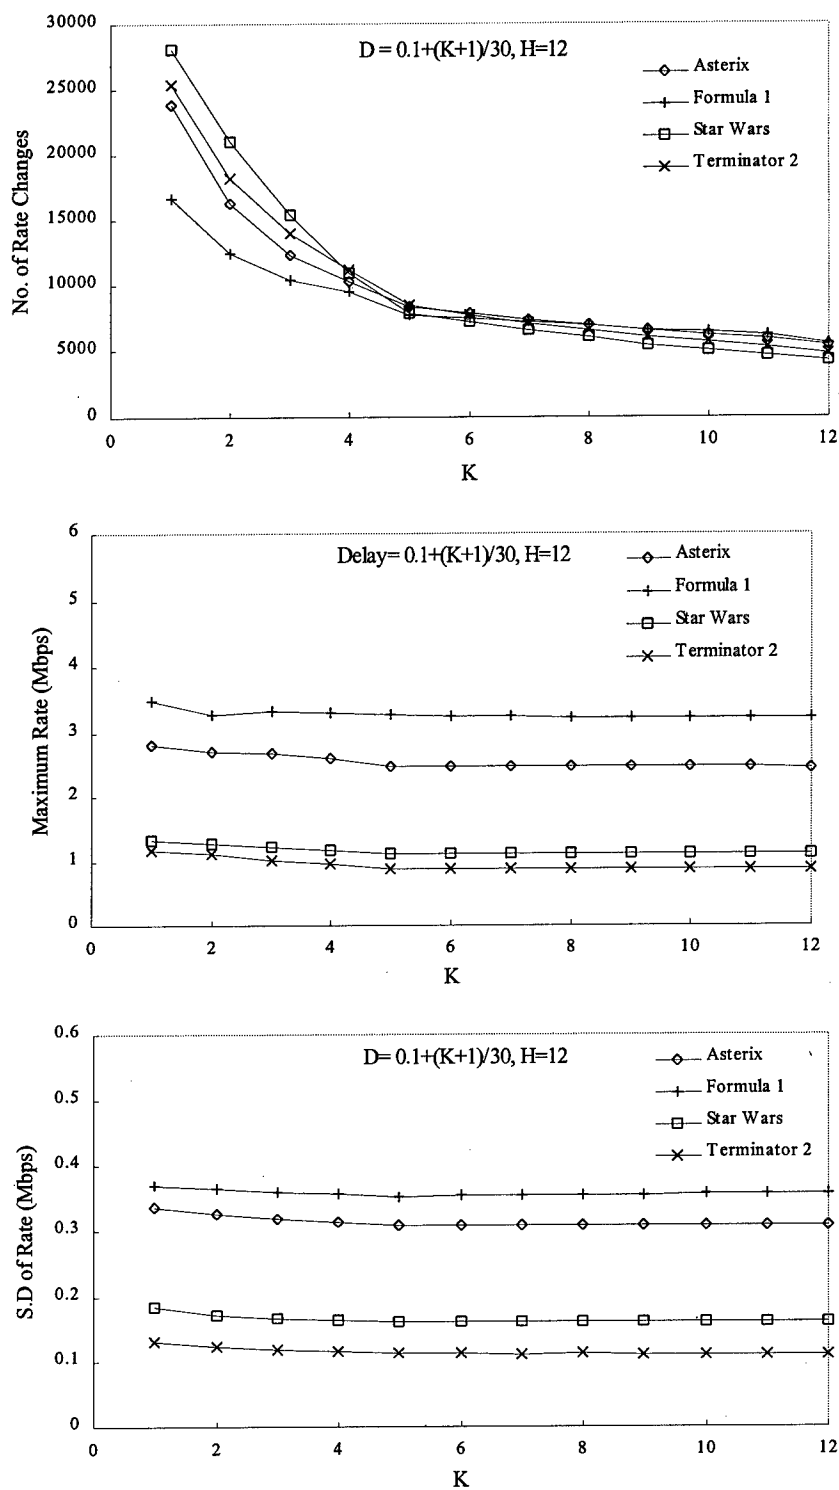 D = 0.1+(K+1)/30, H=12
Asterix
Formula 1
Star Wars
Terminator 2
No. of Rate Changes
30000
25000
20000
15000
10000
5000
0
0 2 4 6 8 10 12
K
Delay= 0.1+(K+1)/30, H=12
Asterix
Formula 1
Star Wars
Terminator 2
Maximum Rate (Mbps)
6
5
4
3
2
1
0
0 2 4 6 8 10 12
K
D= 0.1+(K+1)/30, H=12
Asterix
Formula 1
Star Wars
Terminator 2
S.D of Rate (Mbps)
0.6
0.5
0.4
0.3
0.2
0.1
0
0 2 4 6 8 10 12
K